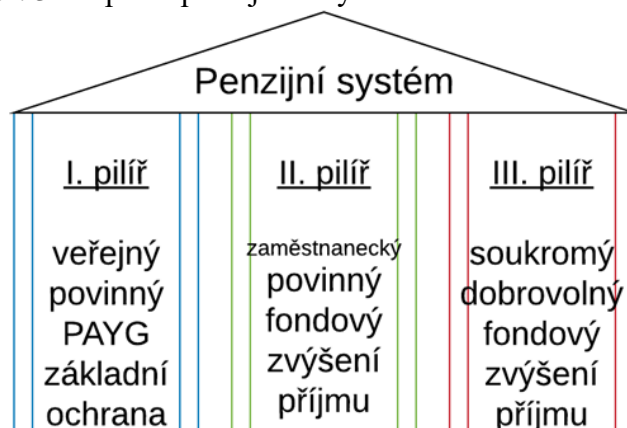 Penzijní systém
I. pilíř
veřejný
povinný
PAYG
základní
ochrana
II. pilíř
zaměstnanecký
povinný
fondový
zvýšení
příjmu
III. pilíř
soukromý
dobrovolný
fondový
zvýšení
příjmu